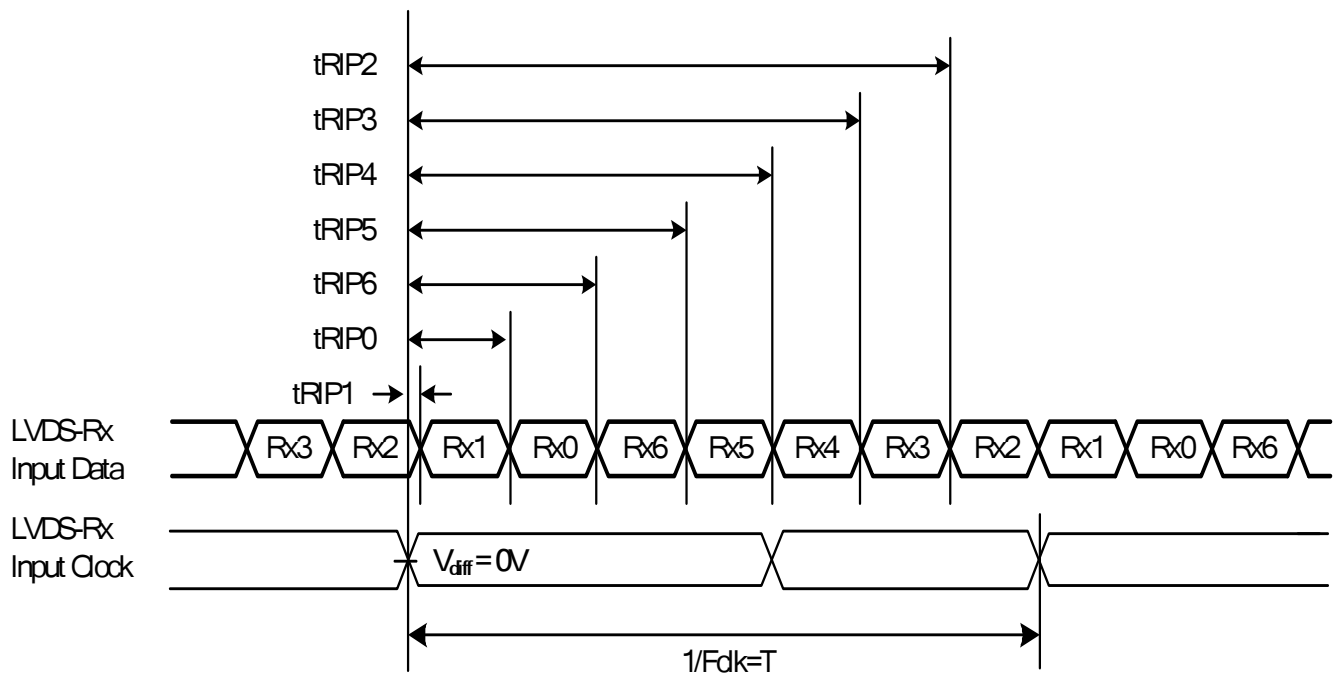 tRIP2
tRIP3
tRIP4
tRIP5
tRIP6
tRIP0
tRIP1
LVDS-Rx
Input Data
Rx3 Rx2 Rx1 Rx0 Rx6 Rx5 Rx4 Rx3 Rx2 Rx1 Rx0 Rx6
LVDS-Rx
Input Clock
Vdiff = 0V
1/Fclk=T